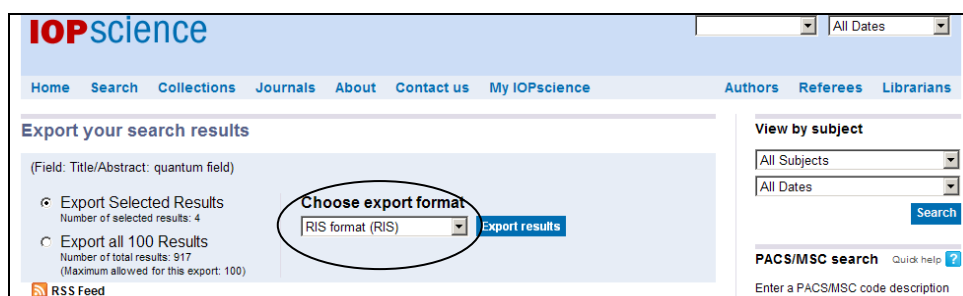 IOPscience
All Dates
Home Search Collections Journals About Contact us My IOPscience
Authors Referees Librarians
Export your search results
(Field: Title/Abstract: quantum field)
Export Selected Results
Number of selected results: 4
Export all 100 Results
Number of total results: 917
(Maximum allowed for this export: 100)
RSS Feed
Choose export format
RIS format (RIS)
Export results
View by subject
All Subjects
All Dates
Search
PACS/MSC search Quick help ?
Enter a PACS/MSC code description